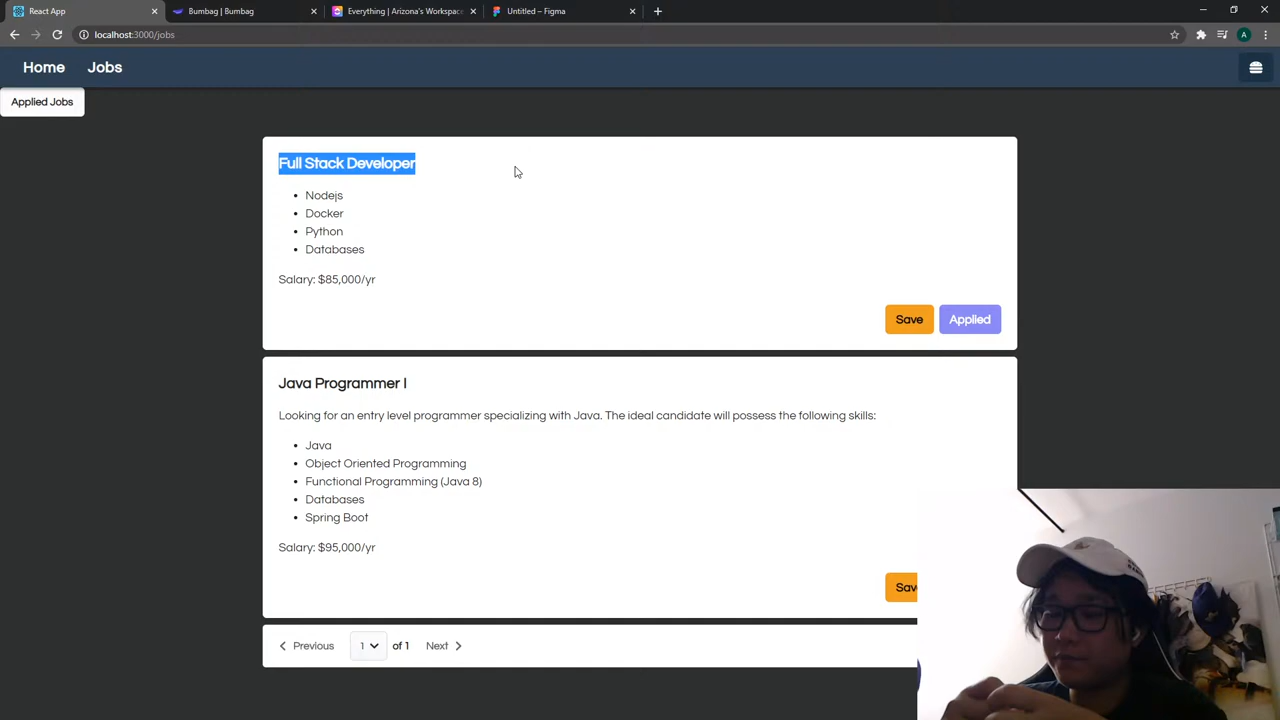 React App
Bumbag | Bumbag
Everything | Arizona's Workspace
Untitled – Figma
localhost:3000/jobs
A
Home
Jobs
Applied Jobs
Full Stack Developer
• Nodejs
• Docker
• Python
• Databases
Salary: $85,000/yr
Save
Applied
Java Programmer I
Looking for an entry level programmer specializing with Java. The ideal candidate will possess the following skills:
• Java
• Object Oriented Programming
• Functional Programming (Java 8)
• Databases
• Spring Boot
Salary: $95,000/yr
Sav
Previous
1
of 1
Next